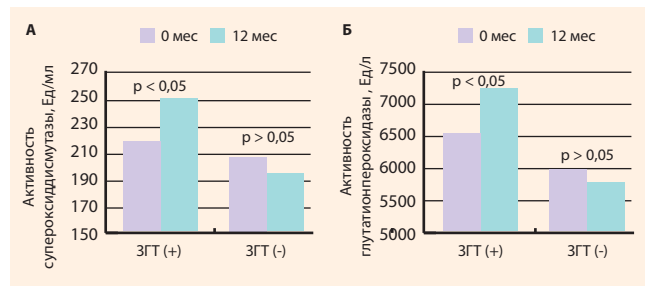 А
0 мес 12 мес
Активность
супероксиддисмутазы, Ед/мл
270
250
230
210
190
170
150
p < 0,05
p > 0,05
ЗГТ (+) ЗГТ (-)
Б
0 мес 12 мес
Активность
глутатионпероксидазы , Ед/л
7500
7000
6500
6000
5500
5000
p < 0,05
p > 0,05
ЗГТ (+) ЗГТ (-)